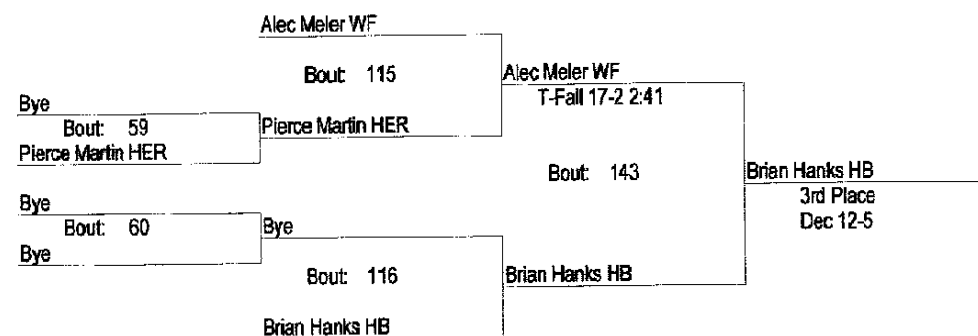 Alec Meler WF
Bout: 115
Alec Meler WF
T-Fall 17-2 2:41
Bye
Bout: 59
Pierce Martin HER
Pierce Martin HER
Bout: 143
Brian Hanks HB
3rd Place
Dec 12-5
Bye
Bout: 60
Bye
Bye
Bout: 116
Brian Hanks HB
Brian Hanks HB